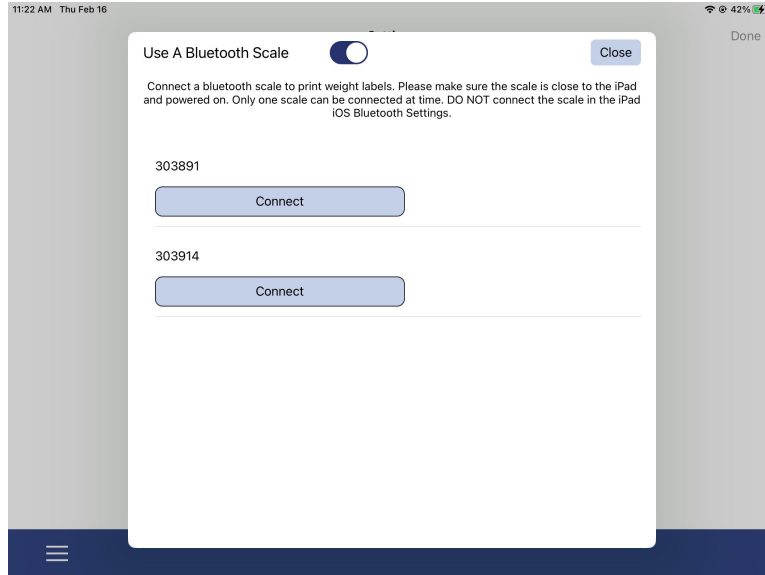 11:22 AM Thu Feb 16
42%
Done
Use A Bluetooth Scale
Close
Connect a bluetooth scale to print weight labels. Please make sure the scale is close to the iPad
and powered on. Only one scale can be connected at time. DO NOT connect the scale in the iPad
iOS Bluetooth Settings.
303891
Connect
303914
Connect